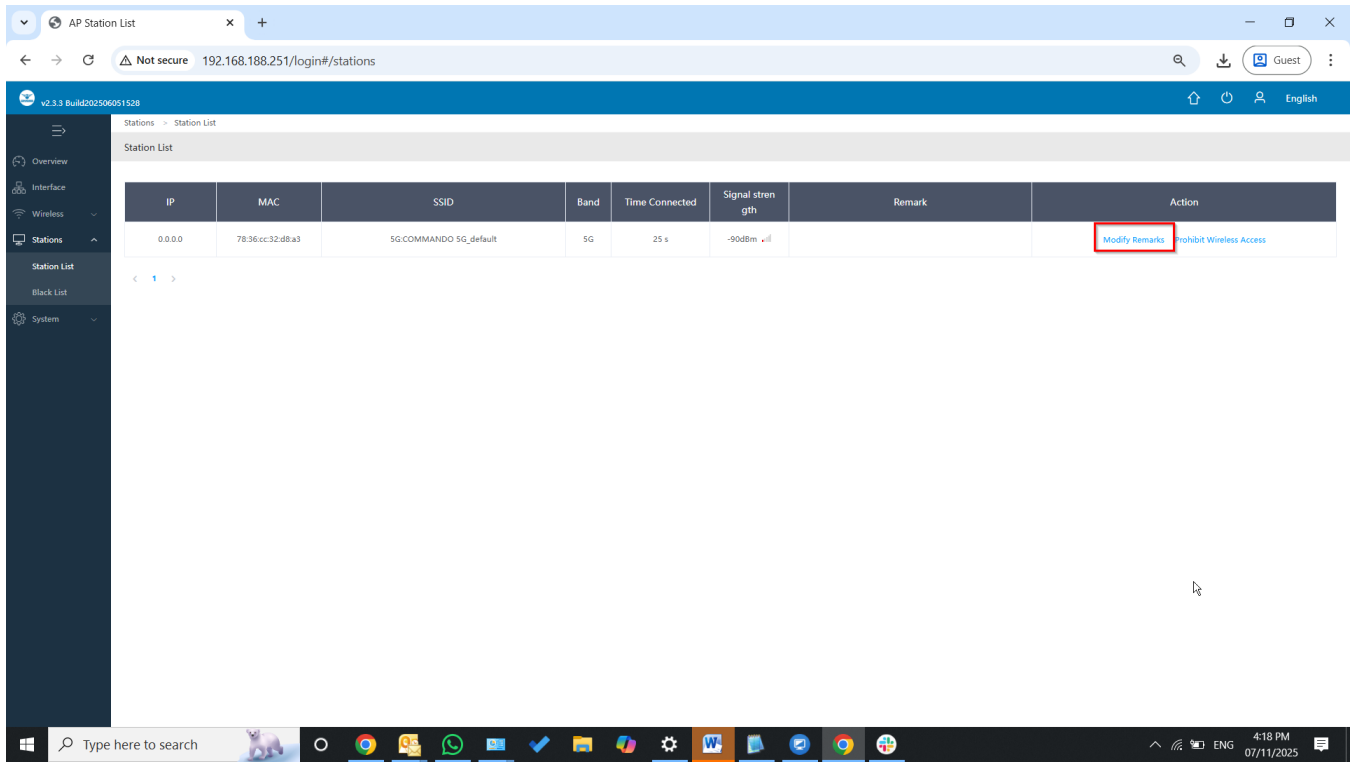 AP Station List
Not secure 192.168.188.251/login#/stations
Guest
v2.3.3 Build202506051528
English
Stations > Station List
Station List
Overview
Interface
Wireless
Stations
Station List
Black List
System
IP MAC SSID Band Time Connected Signal stren
gth Remark Action
0.0.0.0 78:36:cc:32:d8:a3 5G:COMMANDO 5G_default 5G 25 s -90dBm Modify Remarks Prohibit Wireless Access
< 1 >
Type here to search
ENG
4:18 PM
07/11/2025